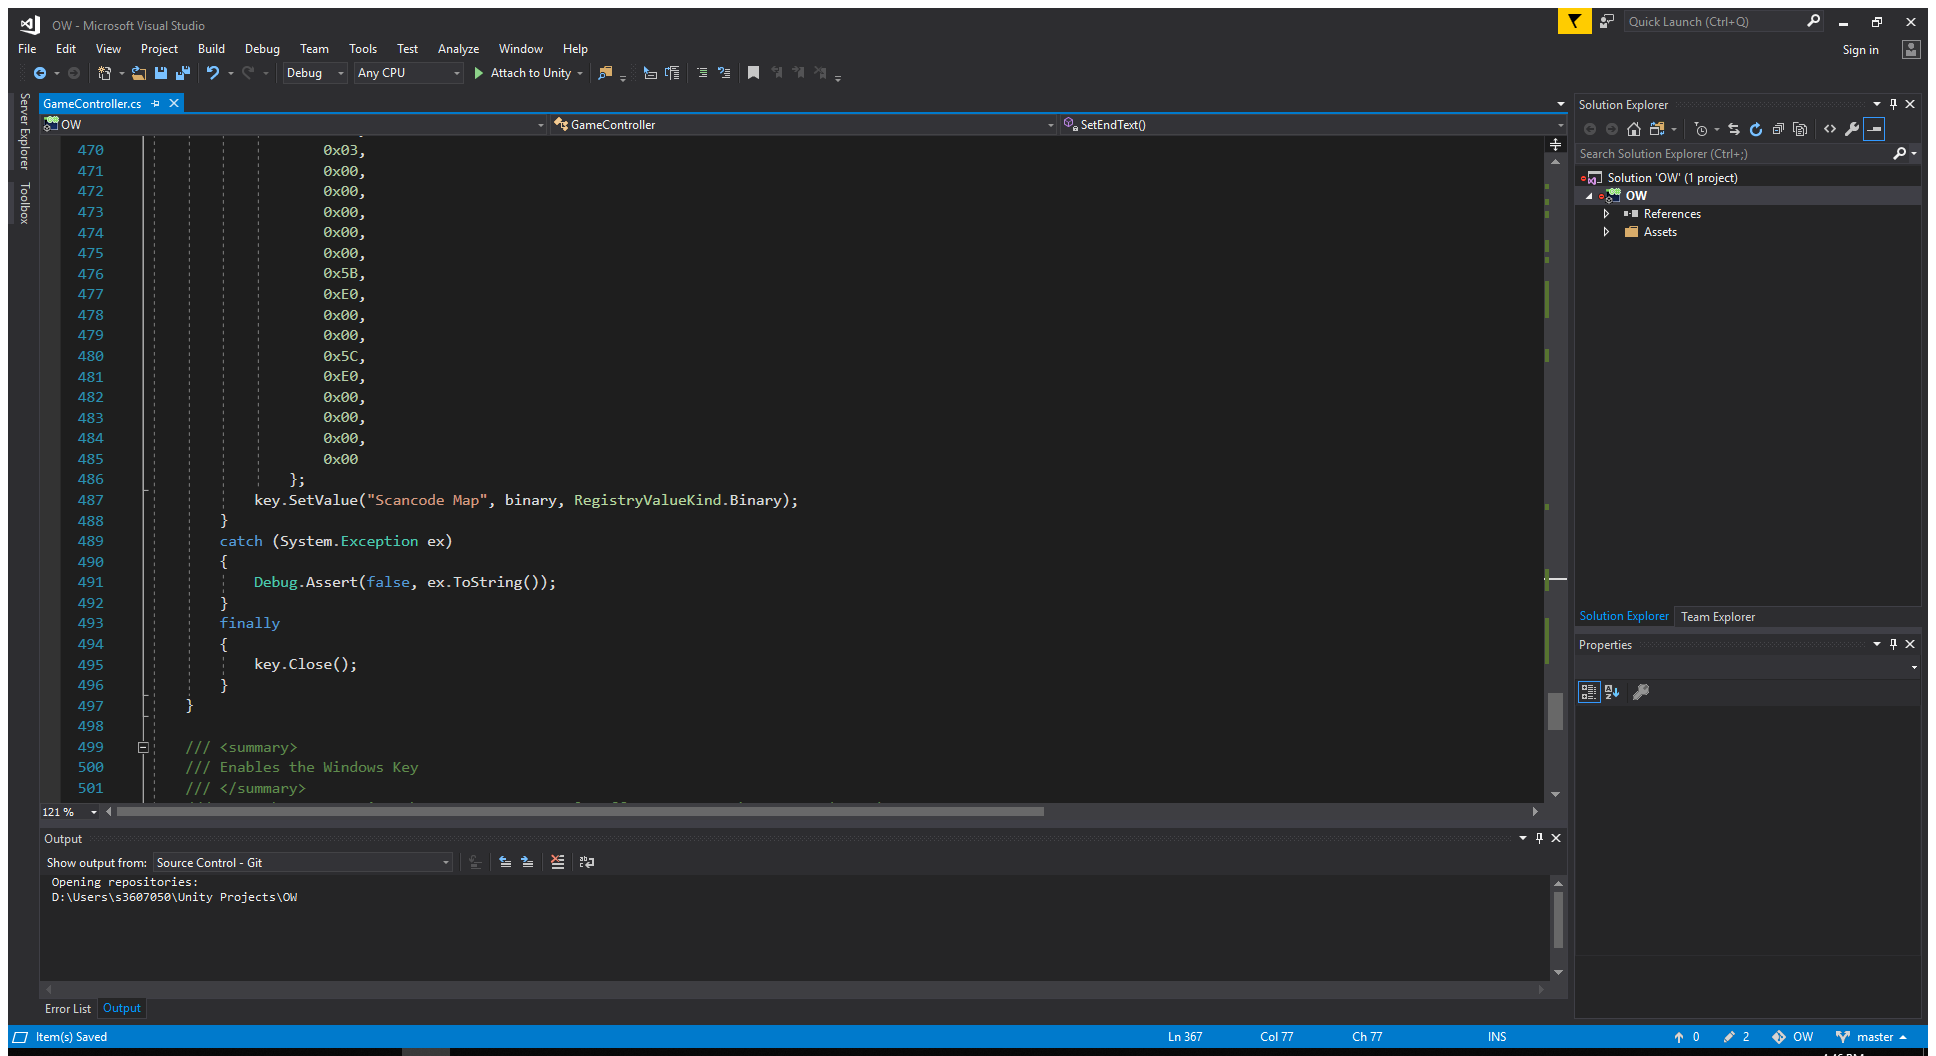 OW - Microsoft Visual Studio
Quick Launch (Ctrl+Q)
File Edit View Project Build Debug Team Tools Test Analyze Window Help
Sign in
Debug Any CPU Attach to Unity
Server Explorer
Toolbox
GameController.cs
OW GameController SetEndText()
470 0x03,
471 0x00,
472 0x00,
473 0x00,
474 0x00,
475 0x00,
476 0x5B,
477 0xE0,
478 0x00,
479 0x00,
480 0x5C,
481 0xE0,
482 0x00,
483 0x00,
484 0x00,
485 0x00
486 };
487 key.SetValue("Scancode Map", binary, RegistryValueKind.Binary);
488 }
489 catch (System.Exception ex)
490 {
491 Debug.Assert(false, ex.ToString());
492 }
493 finally
494 {
495 key.Close();
496 }
497 }
498
499 /// <summary>
500 /// Enables the Windows Key
501 /// </summary>
121 %
Output
Show output from: Source Control - Git
Opening repositories:
D:\Users\s3607050\Unity Projects\OW
Error List Output
Solution Explorer
Search Solution Explorer (Ctrl+;)
Solution 'OW' (1 project)
OW
References
Assets
Solution Explorer Team Explorer
Properties
Item(s) Saved Ln 367 Col 77 Ch 77 INS 0 2 OW master